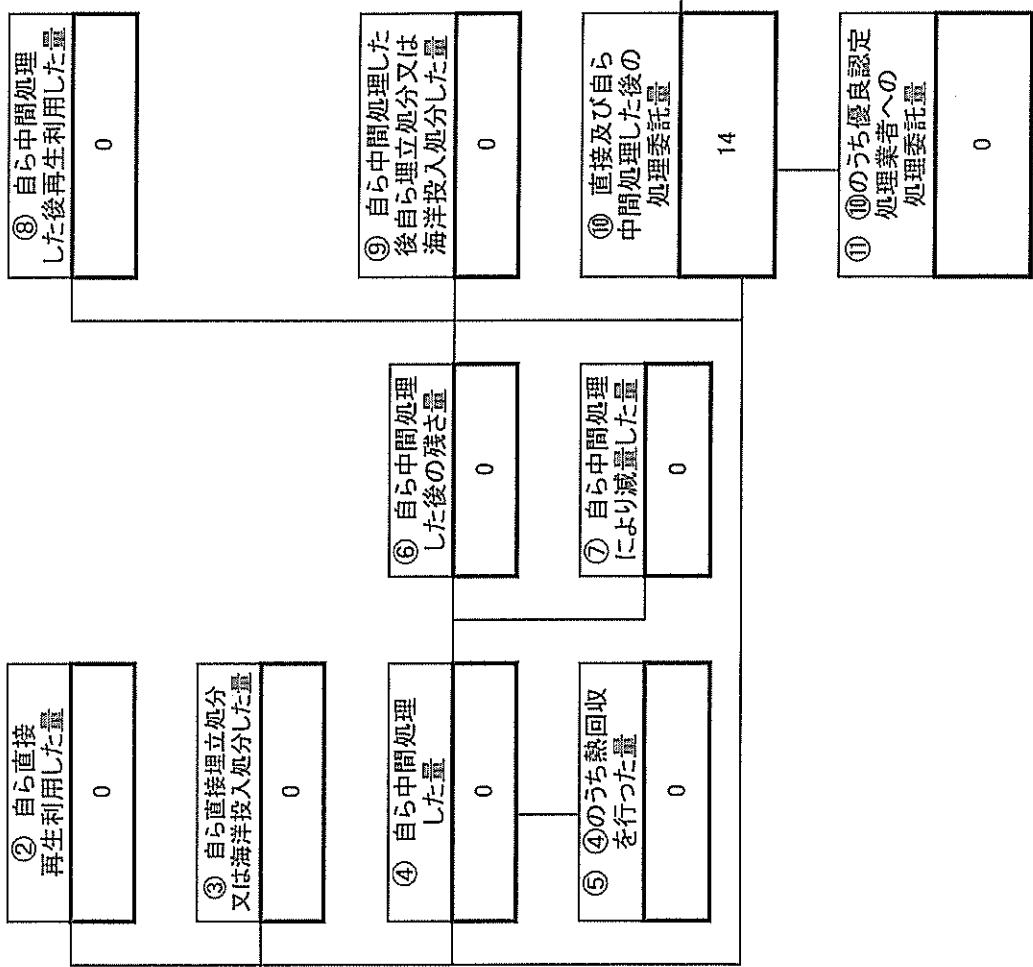 ② 自ら直接
再生利用した量
0
③ 自ら直接埋立処分
又は海洋投入処分した量
0
④ 自ら中間処理
した量
0
⑤ ④のうち熱回収
を行った量
0
⑥ 自ら中間処理
した後の残さ量
0
⑦ 自ら中間処理
により減量した量
0
⑧ 自ら中間処理
した後再生利用した量
0
⑨ 自ら中間処理した
後自ら埋立処分又は
海洋投入処分した量
0
⑩ 直接及び自ら
中間処理した後の
処理委託量
14
⑪ ⑩のうち優良認定
処理業者への
処理委託量
0